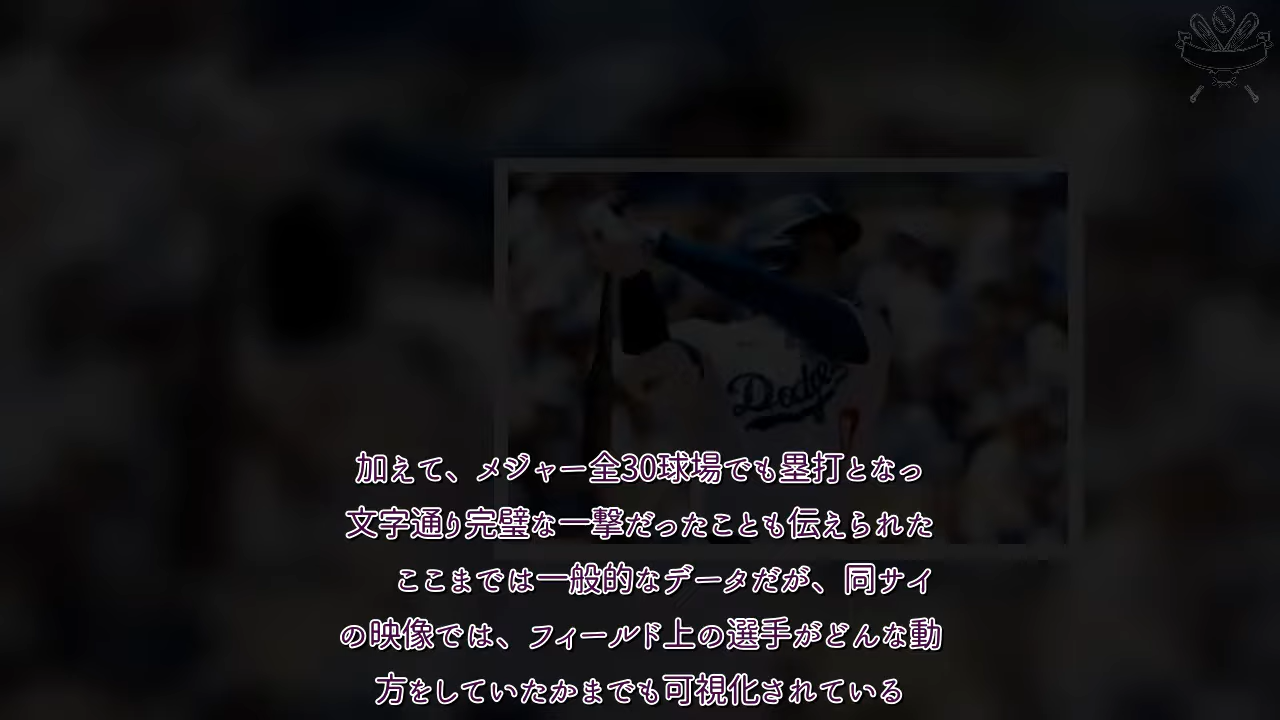 Dodgers
加えて、メジャー全30球場でも塁打となっ
文字通り完璧な一撃だったことも伝えられた
ここまでは一般的なデータだが、同サイ
の映像では、フィールド上の選手がどんな動
方をしていたかまでも可視化されている